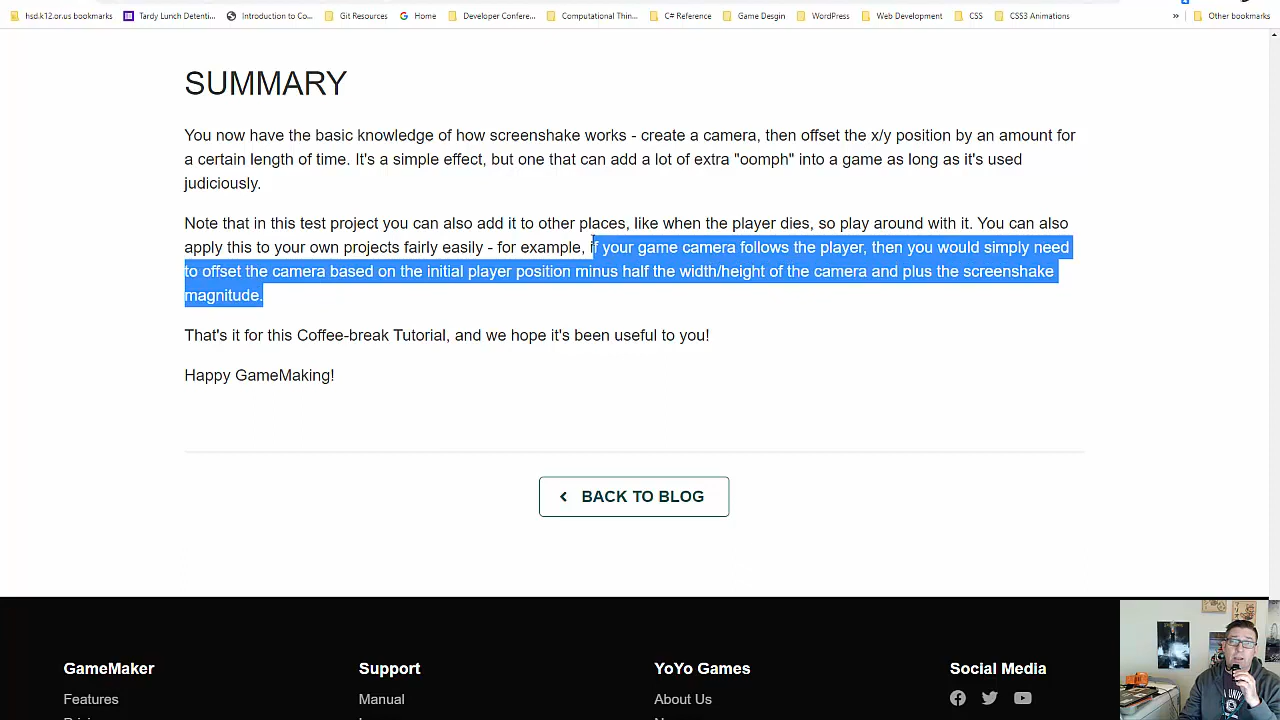 hsd.k12.or.us bookmarks Tardy Lunch Detenti... Introduction to Co... Git Resources Home Developer Confere... Computational Thin... C# Reference Game Desgin WordPress Web Development CSS CSS3 Animations » Other bookmarks
SUMMARY
You now have the basic knowledge of how screenshake works - create a camera, then offset the x/y position by an amount for
a certain length of time. It's a simple effect, but one that can add a lot of extra "oomph" into a game as long as it's used
judiciously.
Note that in this test project you can also add it to other places, like when the player dies, so play around with it. You can also
apply this to your own projects fairly easily - for example, if your game camera follows the player, then you would simply need
to offset the camera based on the initial player position minus half the width/height of the camera and plus the screenshake
magnitude.
That's it for this Coffee-break Tutorial, and we hope it's been useful to you!
Happy GameMaking!
BACK TO BLOG
GameMaker Support YoYo Games Social Media
Features Manual About Us